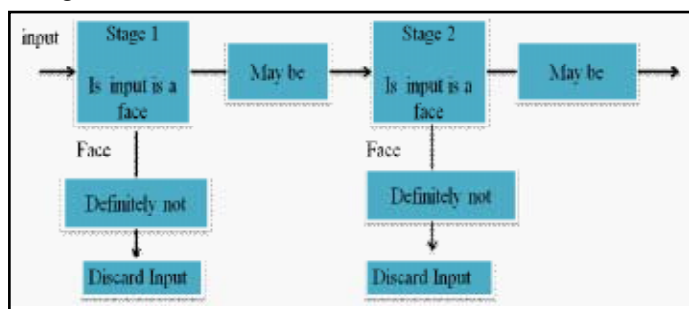 input
Stage 1
Is input is a
face
May be
Stage 2
Is input is a
face
May be
Face
Definitely not
Discard Input
Face
Definitely not
Discard Input